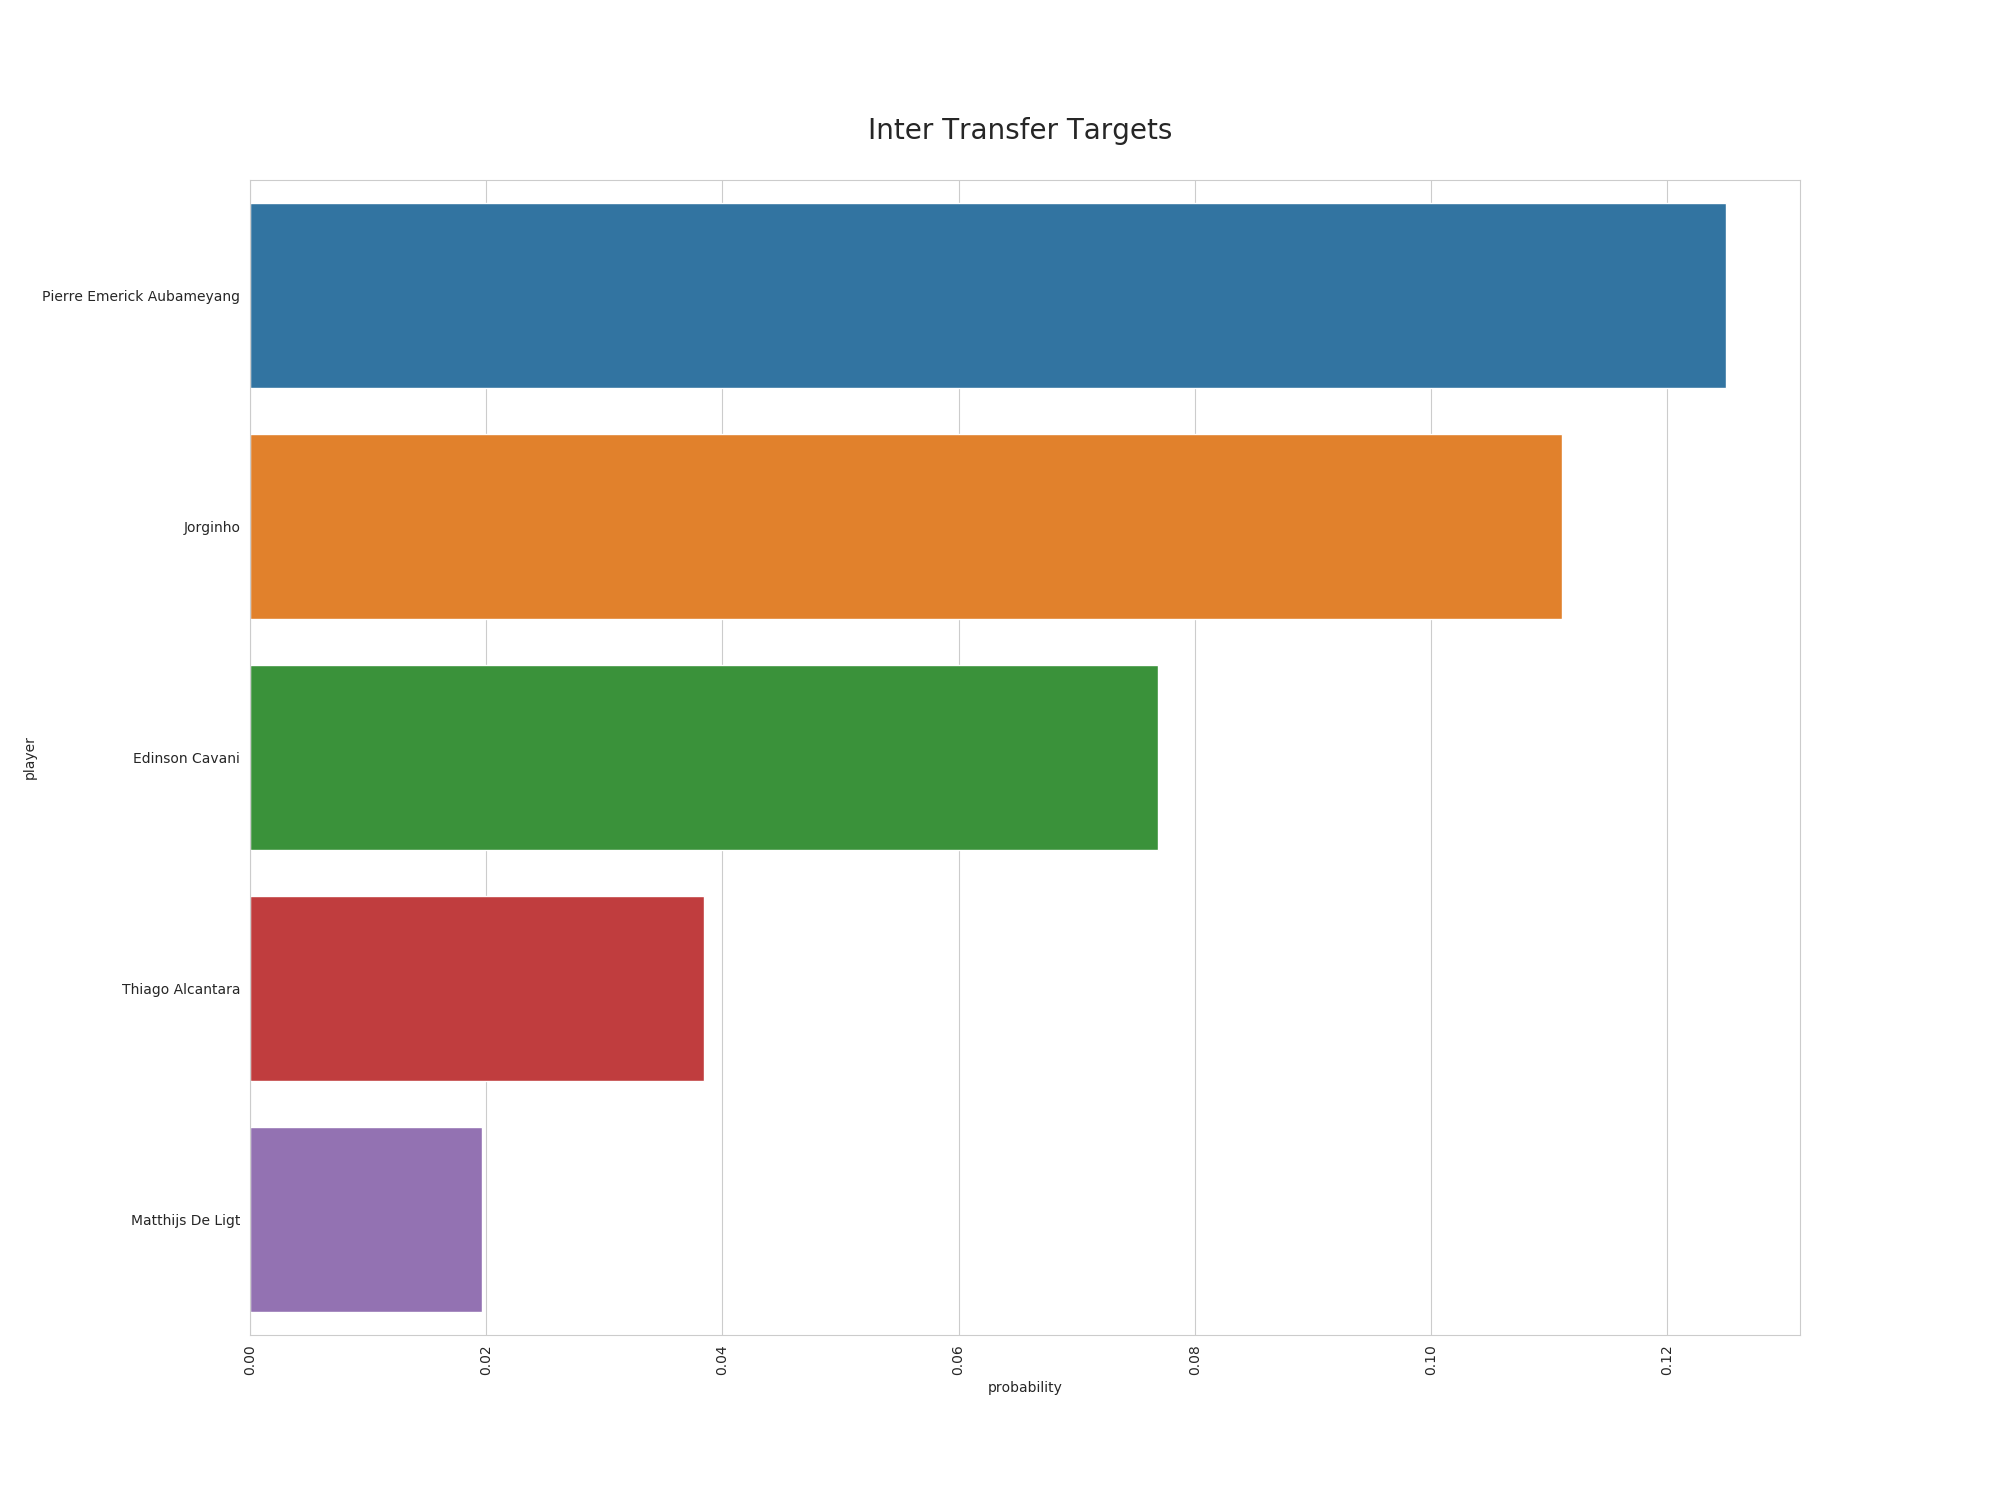 Inter Transfer Targets
Pierre Emerick Aubameyang
Jorginho
Edinson Cavani
Thiago Alcantara
Matthijs De Ligt
player
0.00
0.02
0.04
0.06
0.08
0.10
0.12
probability